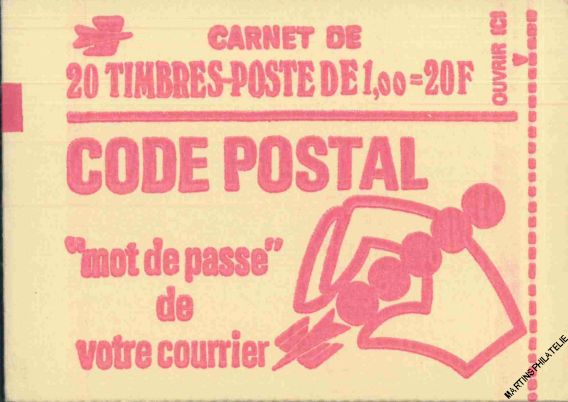 CARNET DE
20 TIMBRES-POSTE DE 1,00=20F
OUVRIR ICI
CODE POSTAL
"mot de passe"
de
votre courrier
MARTINSPHILATELIE